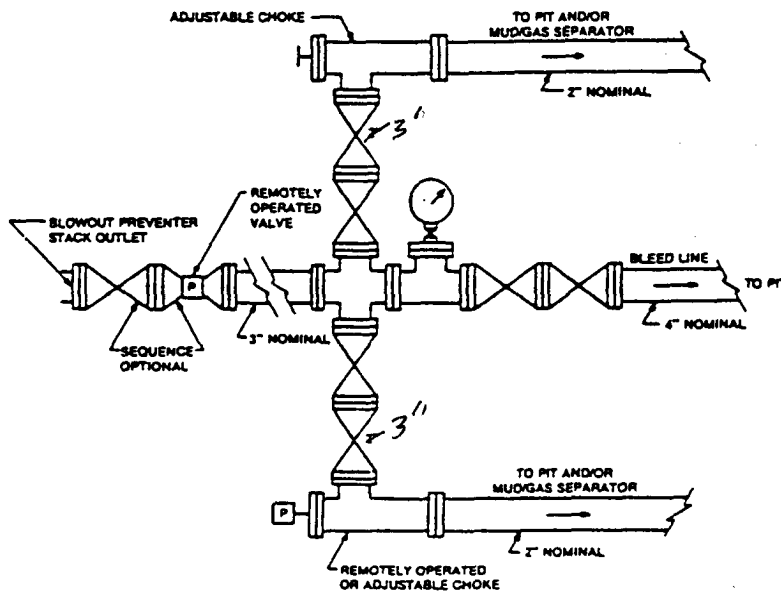 ADJUSTABLE CHOKE
TO PIT AND/OR
MUD/GAS SEPARATOR
2" NOMINAL
3"
REMOTELY
OPERATED
VALVE
BLOWOUT PREVENTER
STACK OUTLET
P
BLEED LINE
TO PIT
SEQUENCE
OPTIONAL
3" NOMINAL
4" NOMINAL
3"
TO PIT AND/OR
MUD/GAS SEPARATOR
P
2" NOMINAL
REMOTELY OPERATED
OR ADJUSTABLE CHOKE